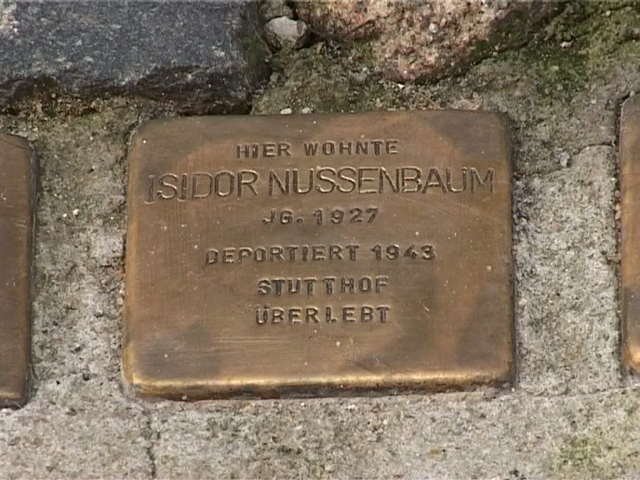 HIER WOHNTE
ISIDOR NUSSENBAUM
JG. 1927
DEPORTIERT 1943
STUTTHOF
ÜBERLEBT